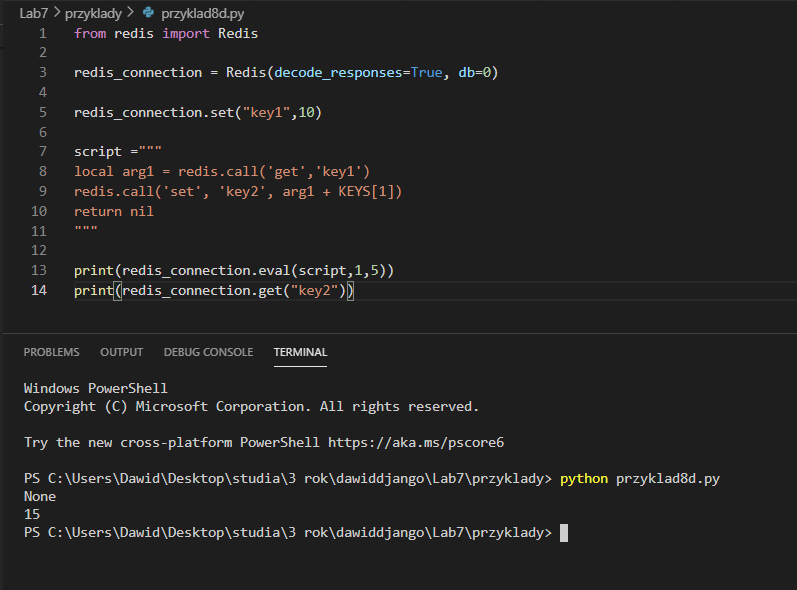 Lab7 > przyklady > przyklad8d.py
1 from redis import Redis
2
3 redis_connection = Redis(decode_responses=True, db=0)
4
5 redis_connection.set("key1",10)
6
7 script ="""
8 local arg1 = redis.call('get','key1')
9 redis.call('set', 'key2', arg1 + KEYS[1])
10 return nil
11 """
12
13 print(redis_connection.eval(script,1,5))
14 print(redis_connection.get("key2"))
PROBLEMS OUTPUT DEBUG CONSOLE TERMINAL
Windows PowerShell
Copyright (C) Microsoft Corporation. All rights reserved.
Try the new cross-platform PowerShell https://aka.ms/pscore6
PS C:\Users\Dawid\Desktop\studia\3 rok\dawiddjango\Lab7\przyklady> python przyklad8d.py
None
15
PS C:\Users\Dawid\Desktop\studia\3 rok\dawiddjango\Lab7\przyklady>